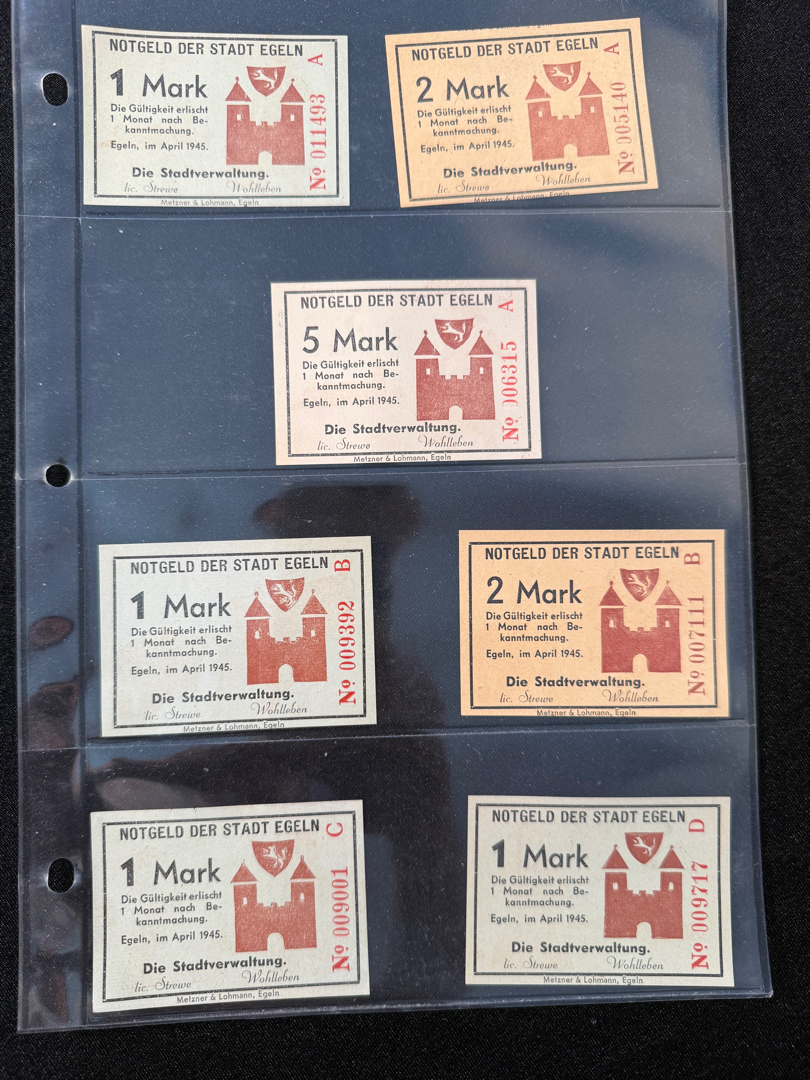 NOTGELD DER STADT EGELN
1 Mark
Die Gültigkeit erlischt
1 Monat nach Be-
kanntmachung.
Egeln, im April 1945.
Die Stadtverwaltung.
lic. Strewe Wohlleben
Metzner & Lohmann, Egeln
№ 011493 A
NOTGELD DER STADT EGELN
2 Mark
Die Gültigkeit erlischt
1 Monat nach Be-
kanntmachung.
Egeln, im April 1945.
Die Stadtverwaltung.
lic. Strewe Wohlleben
Metzner & Lohmann, Egeln
№ 005140 A
NOTGELD DER STADT EGELN
5 Mark
Die Gültigkeit erlischt
1 Monat nach Be-
kanntmachung.
Egeln, im April 1945.
Die Stadtverwaltung.
lic. Strewe Wohlleben
Metzner & Lohmann, Egeln
№ 006315 A
NOTGELD DER STADT EGELN
1 Mark
Die Gültigkeit erlischt
1 Monat nach Be-
kanntmachung.
Egeln, im April 1945.
Die Stadtverwaltung.
lic. Strewe Wohlleben
Metzner & Lohmann, Egeln
№ 009392 B
NOTGELD DER STADT EGELN
2 Mark
Die Gültigkeit erlischt
1 Monat nach Be-
kanntmachung.
Egeln, im April 1945.
Die Stadtverwaltung.
lic. Strewe Wohlleben
Metzner & Lohmann, Egeln
№ 007111 B
NOTGELD DER STADT EGELN
1 Mark
Die Gültigkeit erlischt
1 Monat nach Be-
kanntmachung.
Egeln, im April 1945.
Die Stadtverwaltung.
lic. Strewe Wohlleben
Metzner & Lohmann, Egeln
№ 009001 C
NOTGELD DER STADT EGELN
1 Mark
Die Gültigkeit erlischt
1 Monat nach Be-
kanntmachung.
Egeln, im April 1945.
Die Stadtverwaltung.
lic. Strewe Wohlleben
Metzner & Lohmann, Egeln
№ 009717 D